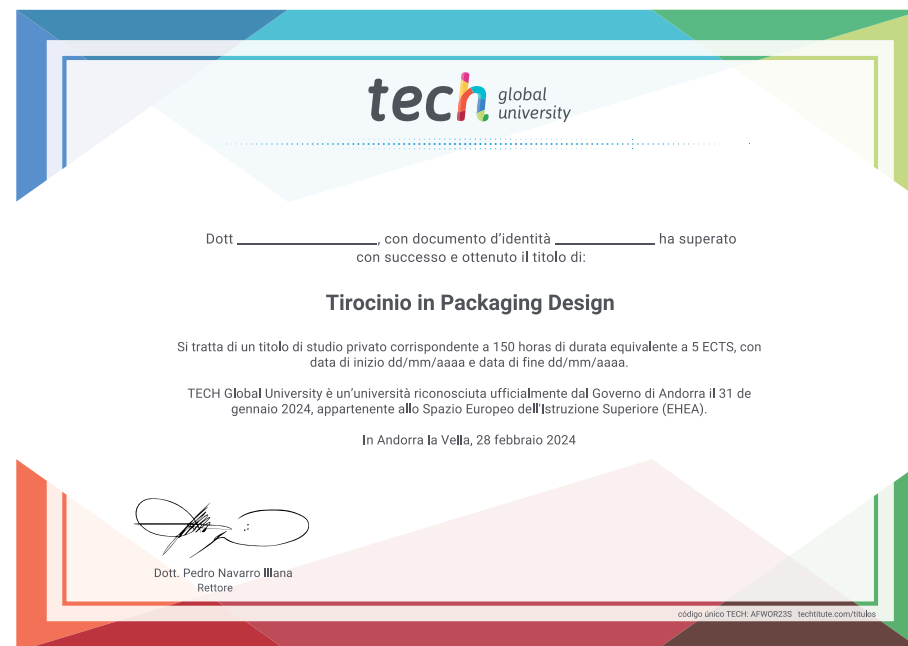 tech global university
Dott ____________, con documento d'identità ____________ ha superato
con successo e ottenuto il titolo di:
Tirocinio in Packaging Design
Si tratta di un titolo di studio privato corrispondente a 150 horas di durata equivalente a 5 ECTS, con
data di inizio dd/mm/aaaa e data di fine dd/mm/aaaa.
TECH Global University è un'università riconosciuta ufficialmente dal Governo di Andorra il 31 de
gennaio 2024, appartenente allo Spazio Europeo dell'Istruzione Superiore (EHEA).
In Andorra la Vella, 28 febbraio 2024
Dott. Pedro Navarro Illana
Rettore
código único TECH: AFWOR23S techtitute.com/titulos